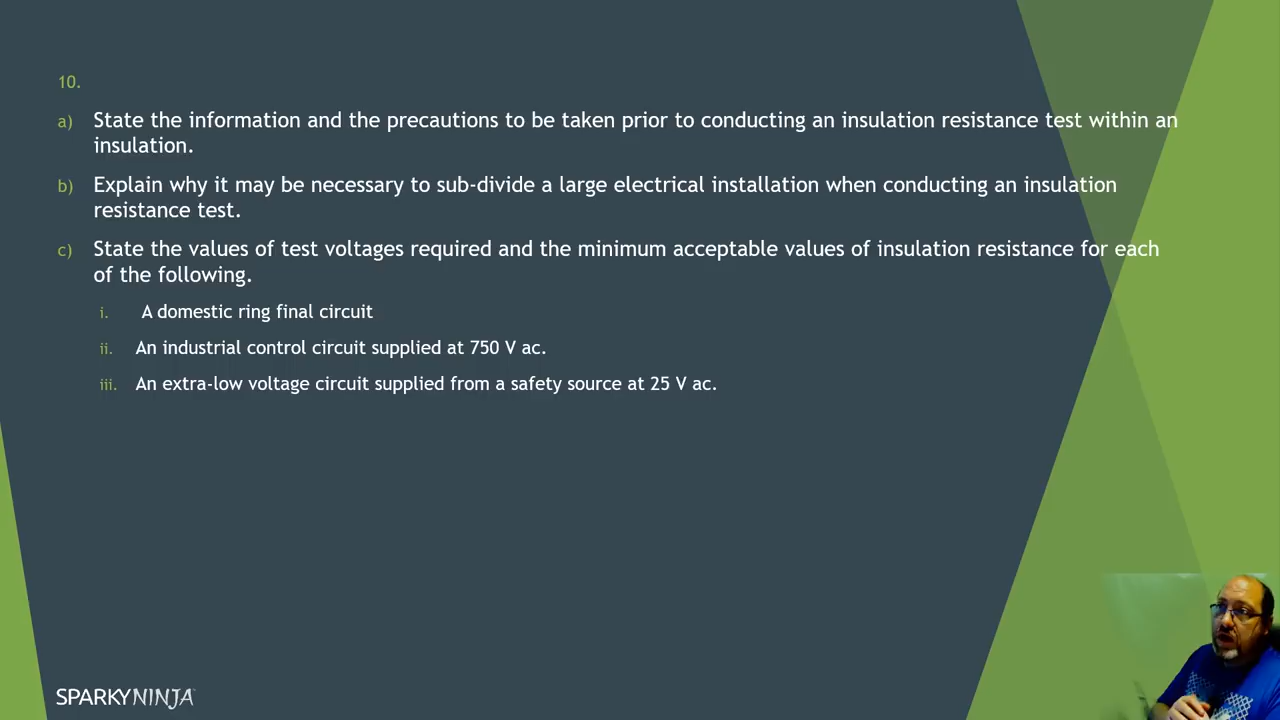 10.
a) State the information and the precautions to be taken prior to conducting an insulation resistance test within an
insulation.
b) Explain why it may be necessary to sub-divide a large electrical installation when conducting an insulation
resistance test.
c) State the values of test voltages required and the minimum acceptable values of insulation resistance for each
of the following.
i. A domestic ring final circuit
ii. An industrial control circuit supplied at 750 V ac.
iii. An extra-low voltage circuit supplied from a safety source at 25 V ac.
SPARKYNINJA